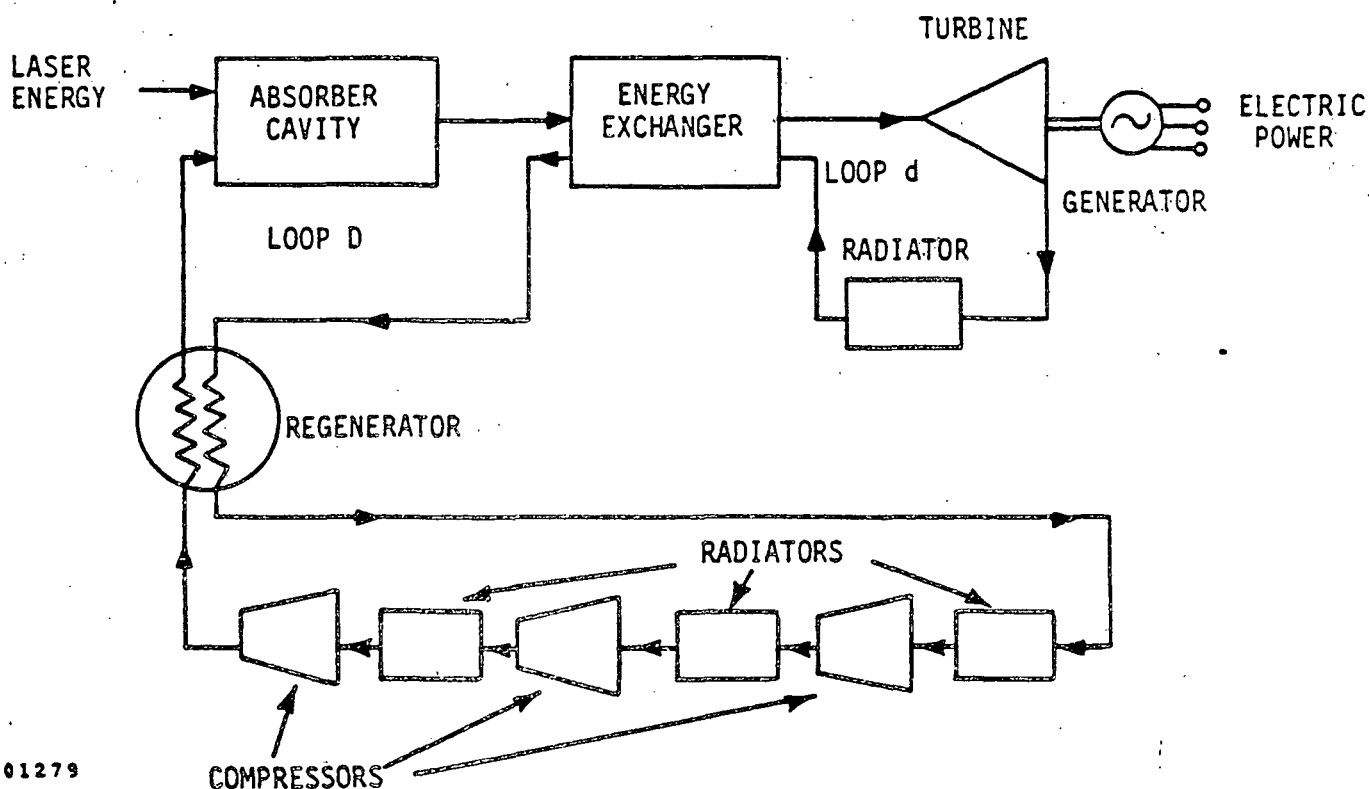 TURBINE
LASER
ENERGY
ABSORBER
CAVITY
ENERGY
EXCHANGER
ELECTRIC
POWER
LOOP d
GENERATOR
LOOP D
RADIATOR
REGENERATOR
RADIATORS
01279
COMPRESSORS